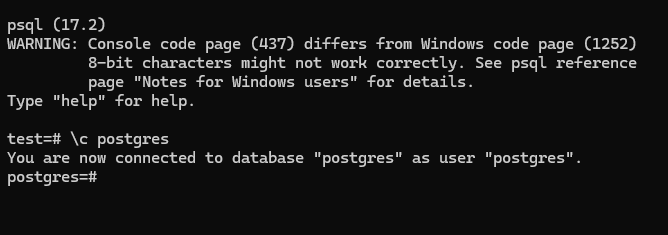 psql (17.2)
WARNING: Console code page (437) differs from Windows code page (1252)
         8-bit characters might not work correctly. See psql reference
         page "Notes for Windows users" for details.
Type "help" for help.

test=# \c postgres
You are now connected to database "postgres" as user "postgres".
postgres=#